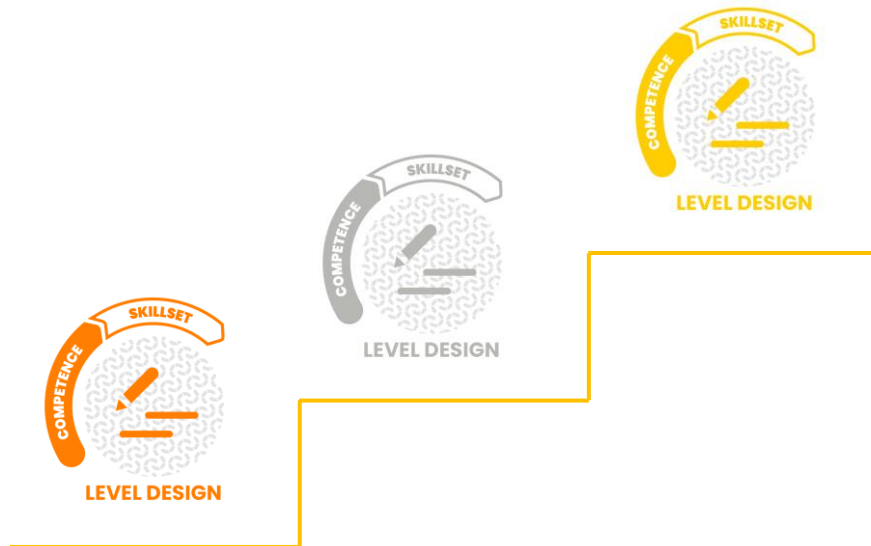 SKILLSET
COMPETENCE
LEVEL DESIGN
SKILLSET
COMPETENCE
LEVEL DESIGN
SKILLSET
COMPETENCE
LEVEL DESIGN